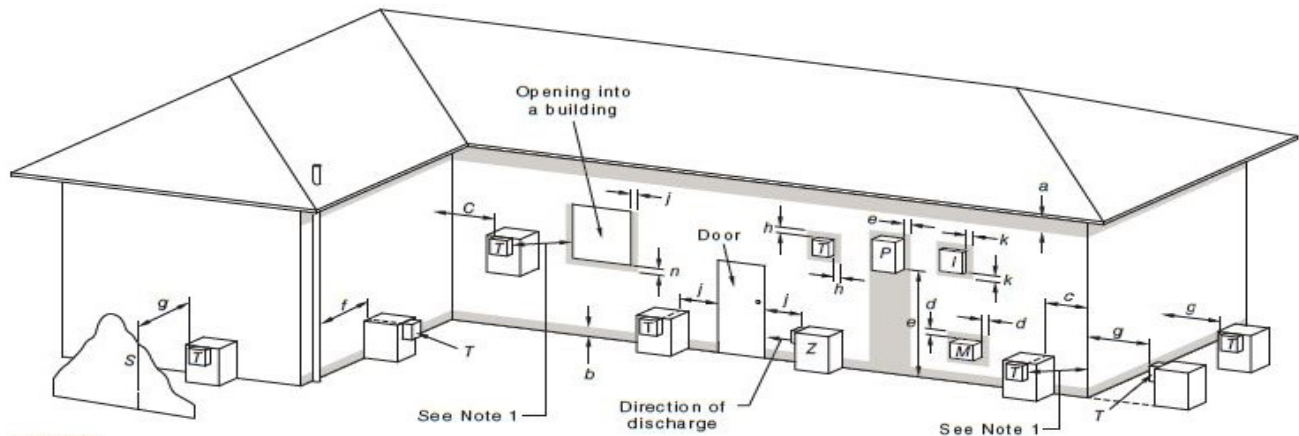 Opening into
a building
a
j
c
T
e
k
h
T
P
I
Door
n
h
k
g
f
j
j
d
d
c
g
e
g
T
S
T
T
Z
M
T
T
b
T
T
See Note 1
Direction of
discharge
See Note 1